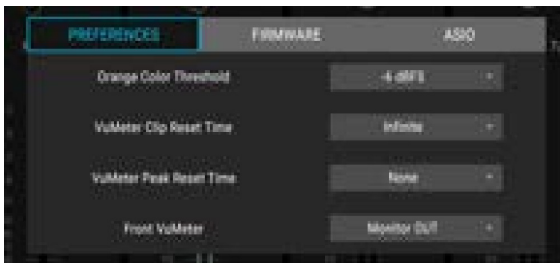 PREFERENCES FIRMWARE ASIO
Orange Color Threshold -6 dBFS
VuMeter Clip Reset Time Infinite
VuMeter Peak Reset Time None
Front VuMeter Monitor OUT